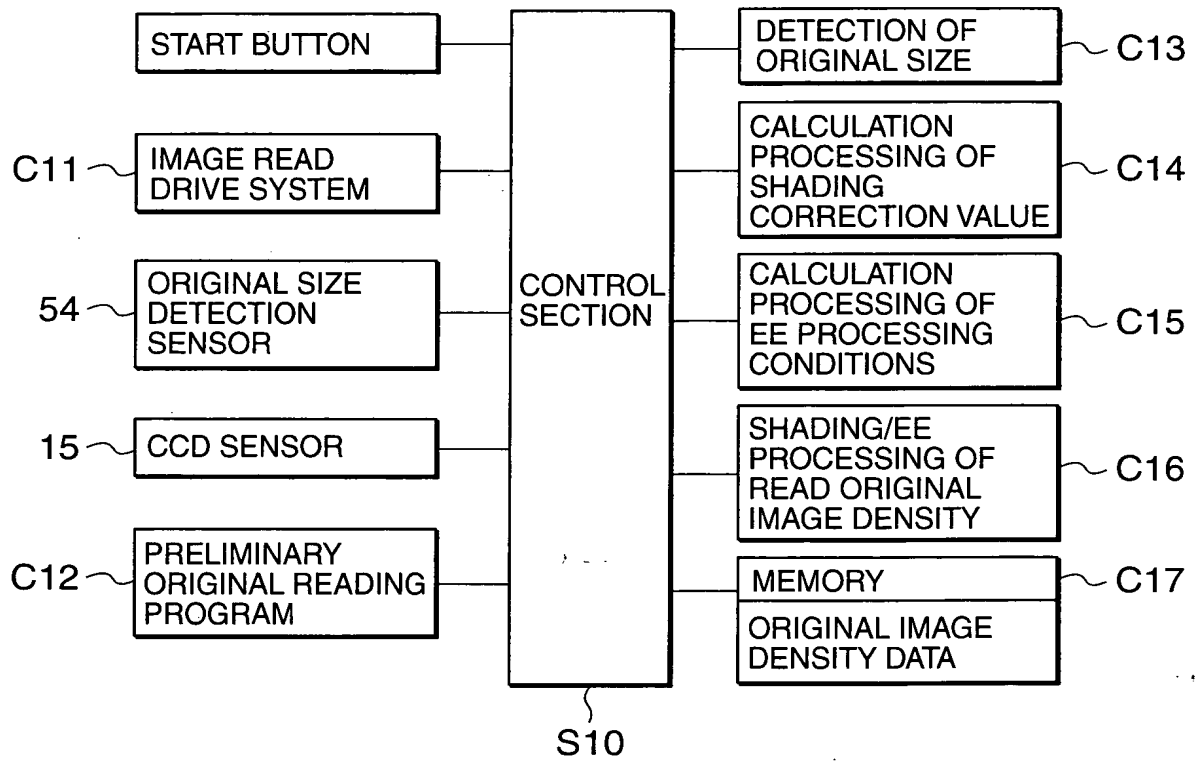 START BUTTON
C11
IMAGE READ
DRIVE SYSTEM
54
ORIGINAL SIZE
DETECTION
SENSOR
15
CCD SENSOR
C12
PRELIMINARY
ORIGINAL READING
PROGRAM
CONTROL
SECTION
S10
DETECTION OF
ORIGINAL SIZE
C13
CALCULATION
PROCESSING OF
SHADING
CORRECTION VALUE
C14
CALCULATION
PROCESSING OF
EE PROCESSING
CONDITIONS
C15
SHADING/EE
PROCESSING OF
READ ORIGINAL
IMAGE DENSITY
C16
MEMORY
C17
ORIGINAL IMAGE
DENSITY DATA